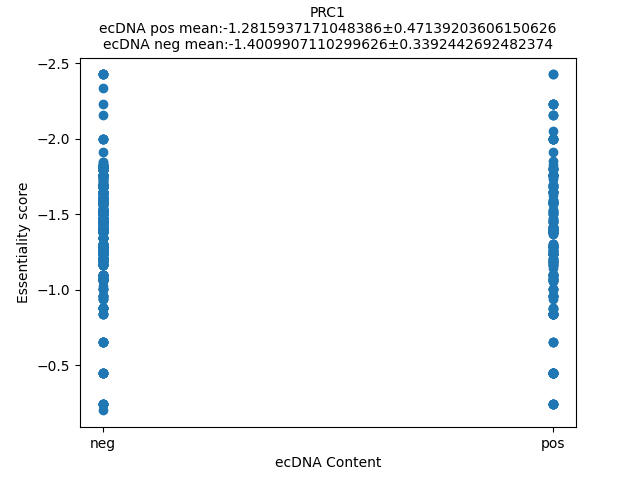 PRC1
ecDNA pos mean:-1.2815937171048386±0.47139203606150626
ecDNA neg mean:-1.4009907110299626±0.3392442692482374
−2.5
−2.0
−1.5
−1.0
−0.5
Essentiality score
neg
pos
ecDNA Content